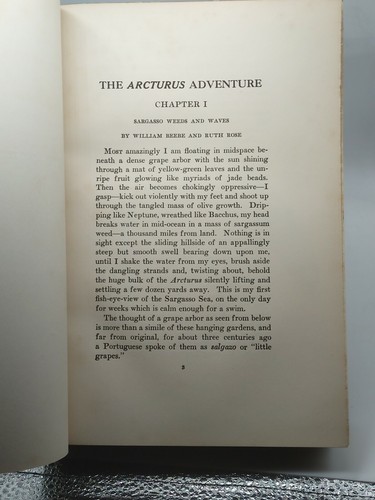 THE ARCTURUS ADVENTURE
CHAPTER I
SARGASSO WEEDS AND WAVES
BY WILLIAM BEEBE AND RUTH ROSE
MOST amazingly I am floating in midspace be-
neath a dense grape arbor with the sun shining
through a mat of yellow-green leaves and the un-
ripe fruit glowing like myriads of jade beads.
Then the air becomes chokingly oppressive—I
gasp—kick out violently with my feet and shoot up
through the tangled mass of olive growth. Drip-
ping like Neptune, wreathed like Bacchus, my head
breaks water in mid-ocean in a mass of sargassum
weed—a thousand miles from land. Nothing is in
sight except the sliding hillside of an appallingly
steep but smooth swell bearing down upon me,
until I shake the water from my eyes, brush aside
the dangling strands and, twisting about, behold
the huge bulk of the Arcturus silently lifting and
settling a few dozen yards away. This is my first
fish-eye-view of the Sargasso Sea, on the only day
for weeks which is calm enough for a swim.
The thought of a grape arbor as seen from below
is more than a simile of these hanging gardens, and
far from original, for about three centuries ago
a Portuguese spoke of them as salgazo or "little
grapes."
3